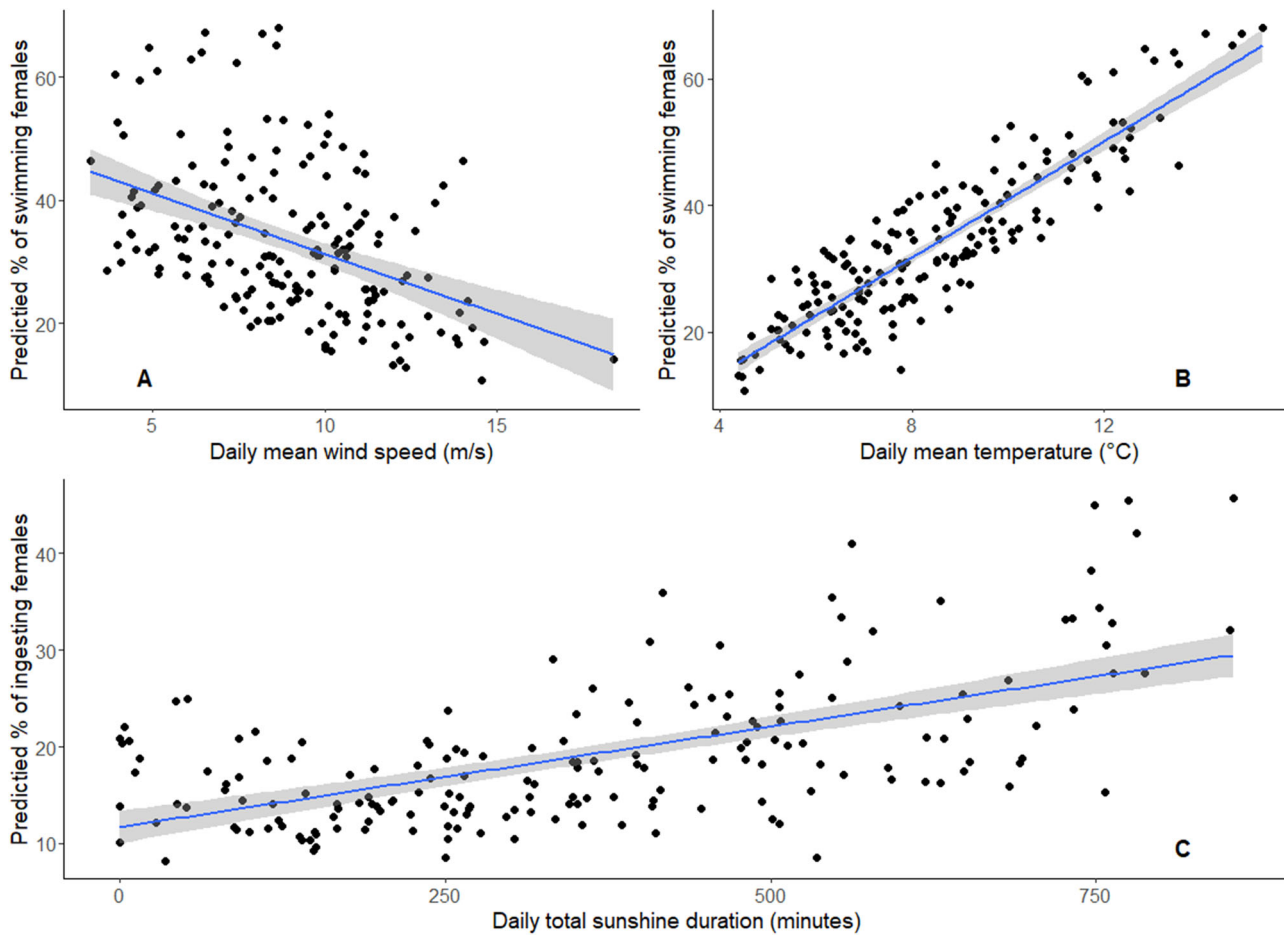 Predictied % of swimming females
60
40
20
A
5
10
15
Daily mean wind speed (m/s)
Predictied % of swimming females
60
40
20
B
4
8
12
Daily mean temperature (°C)
Predictied % of ingesting females
40
30
20
10
C
0
250
500
750
Daily total sunshine duration (minutes)